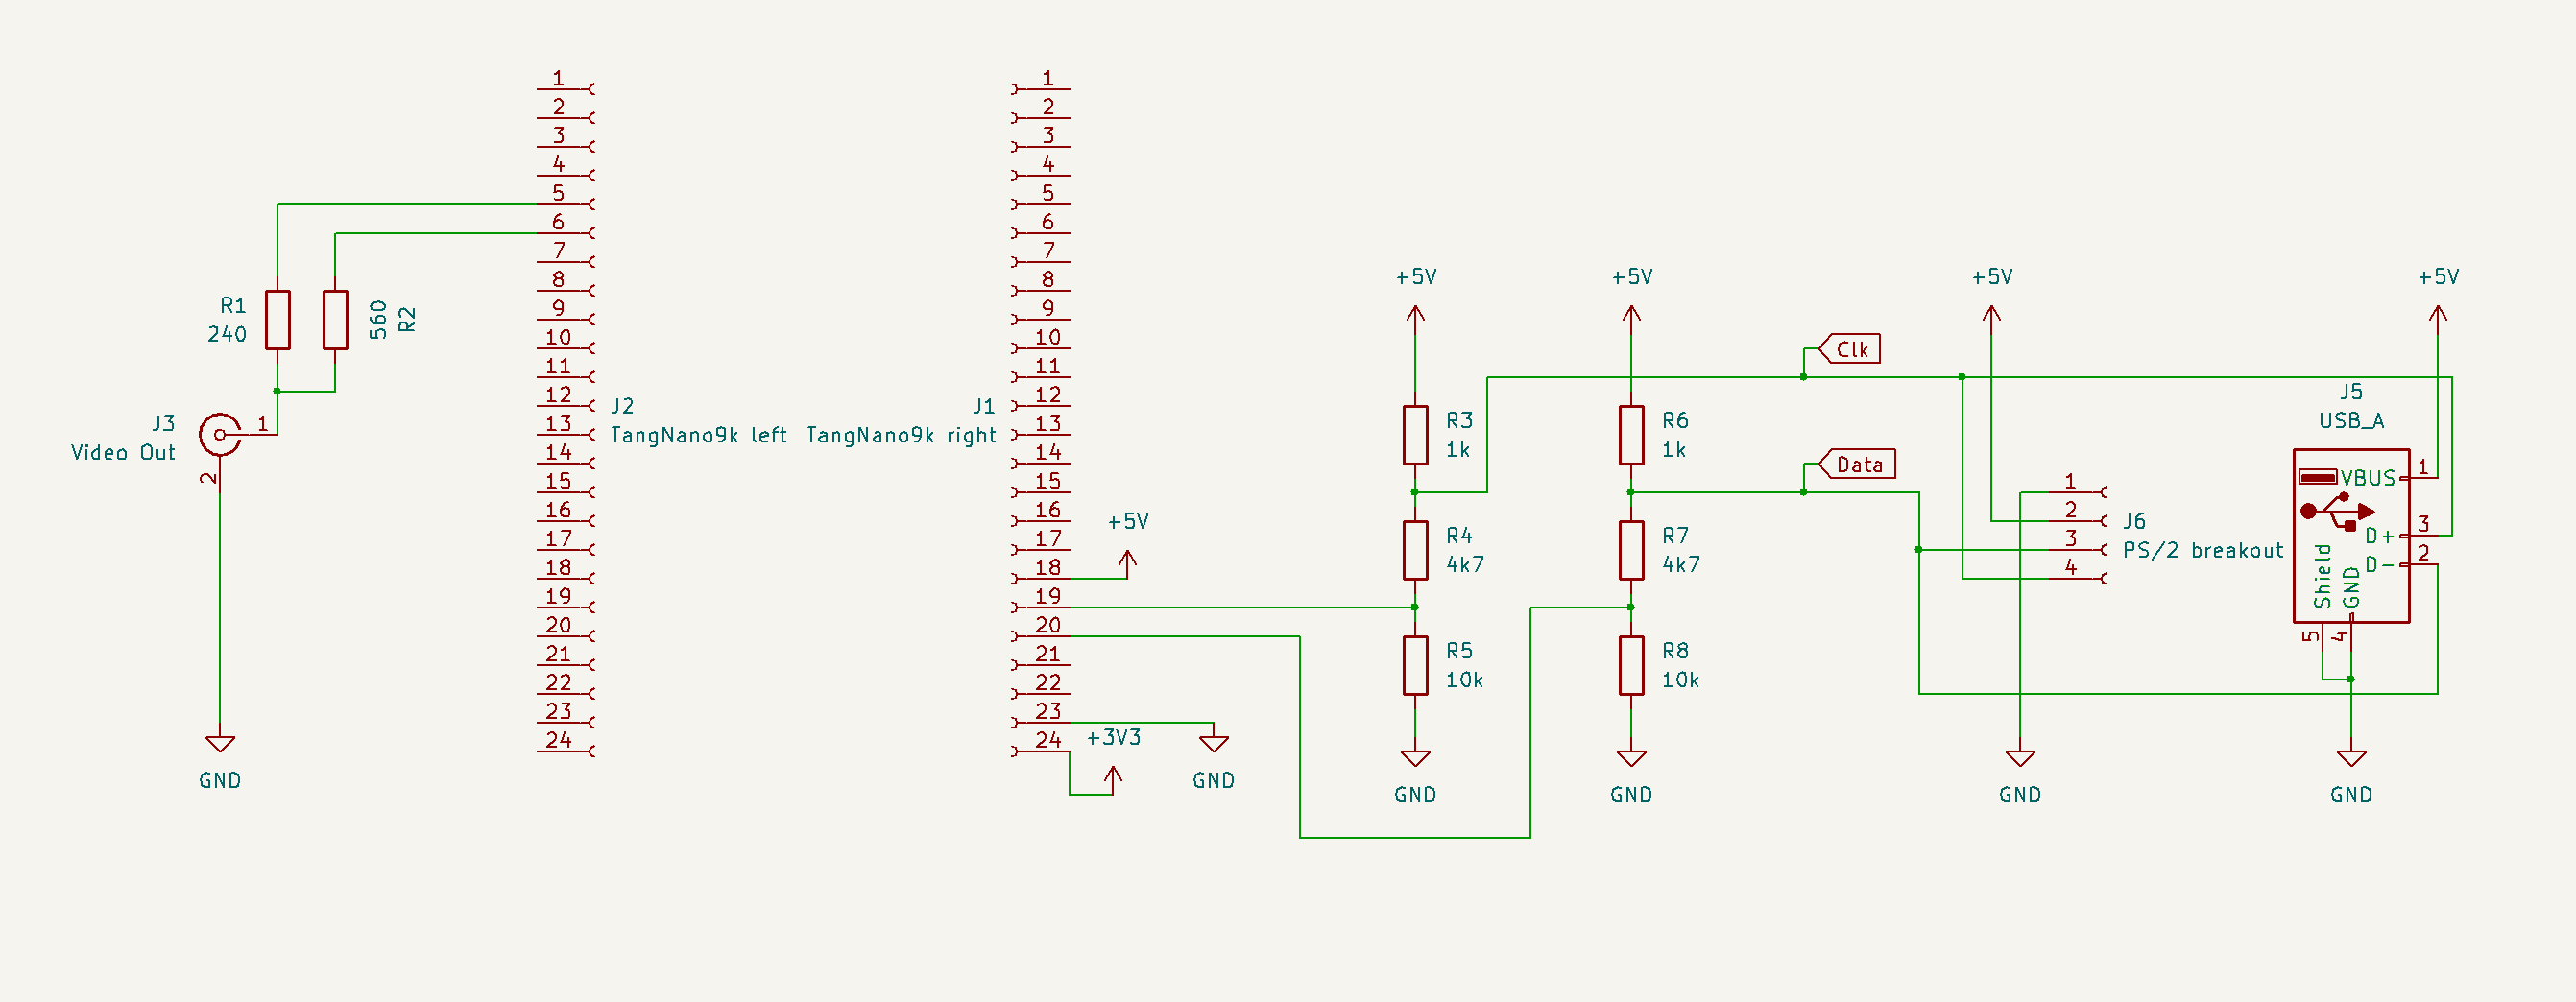 1
2
3
4
5
6
7
8
9
10
11
12
13
14
15
16
17
18
19
20
21
22
23
24
J2
TangNano9k left
1
2
3
4
5
6
7
8
9
10
11
12
13
14
15
16
17
18
19
20
21
22
23
24
J1
TangNano9k right
R1
240
560
R2
J3
Video Out
1
2
GND
+5V
+3V3
GND
+5V
R3
1k
R4
4k7
R5
10k
GND
+5V
R6
1k
R7
4k7
R8
10k
GND
Clk
Data
+5V
1
2
3
4
J6
PS/2 breakout
GND
+5V
J5
USB_A
VBUS
1
D+
3
D-
2
Shield
GND
5
4
GND